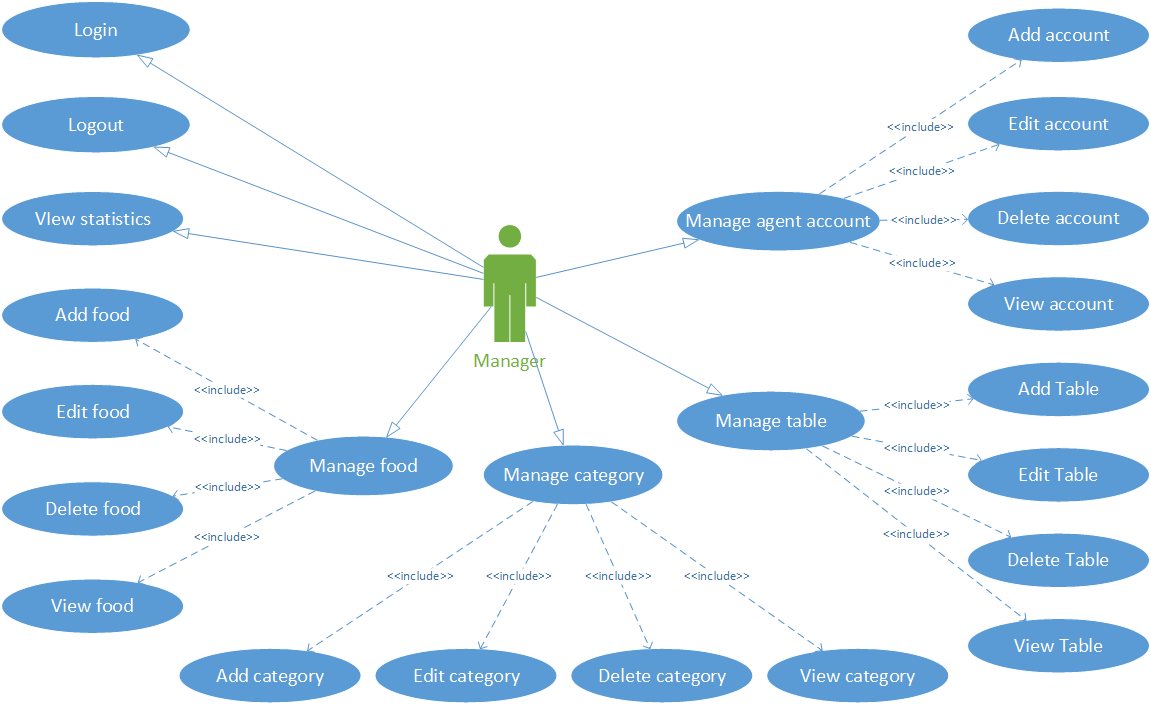 Login
Logout
VIew statistics
Add food
Edit food
Delete food
View food
<<include>>
<<include>>
<<include>>
<<include>>
Manage food
Manager
Manage category
<<include>>
<<include>>
<<include>>
<<include>>
Add category
Edit category
Delete category
View category
Manage agent account
<<include>>
<<include>>
<<include>>
<<include>>
Add account
Edit account
Delete account
View account
Manage table
<<include>>
<<include>>
<<include>>
<<include>>
Add Table
Edit Table
Delete Table
View Table